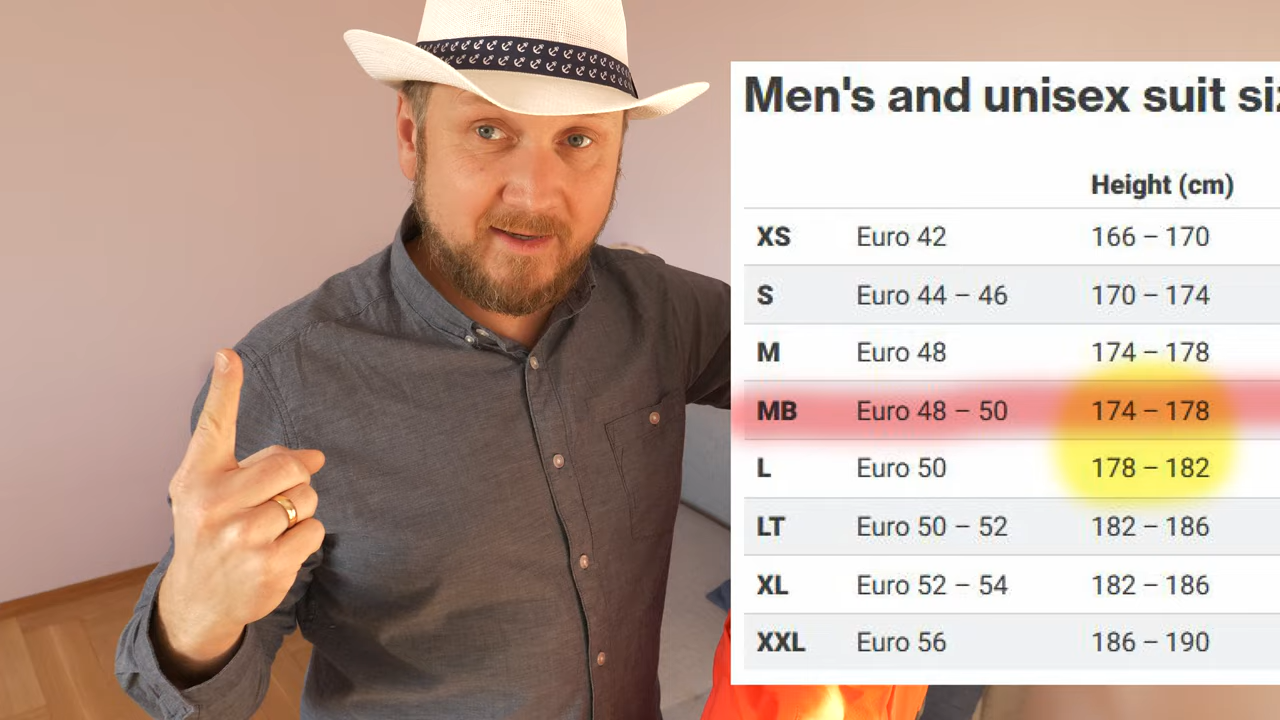 Men's and unisex suit
Height (cm)
XS Euro 42 166 – 170
S Euro 44 – 46 170 – 174
M Euro 48 174 – 178
MB Euro 48 – 50 174 – 178
L Euro 50 178 – 182
LT Euro 50 – 52 182 – 186
XL Euro 52 – 54 182 – 186
XXL Euro 56 186 – 190